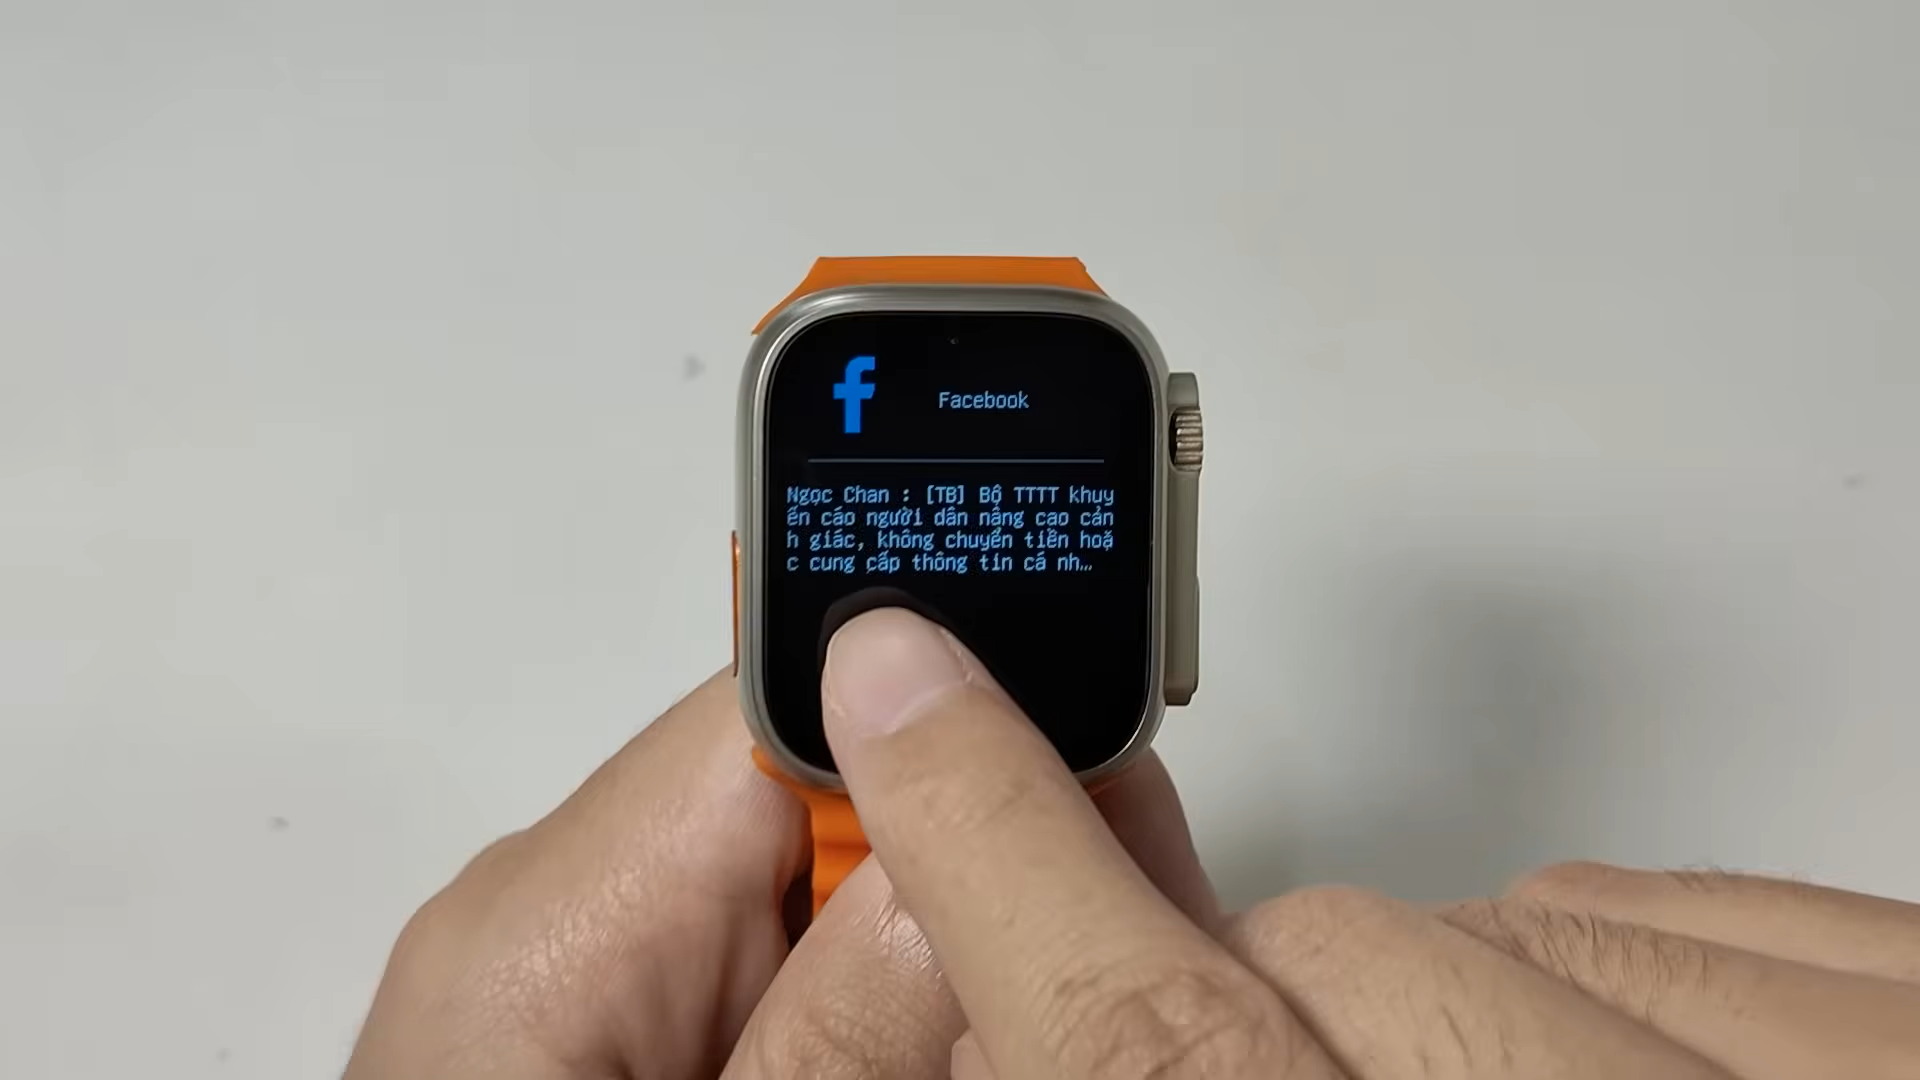 Facebook
Ngọc Chan : [TB] Bộ TTTT khuy
ến cáo người dân nâng cao cản
h giác, không chuyển tiền hoặ
c cung cấp thông tin cá nh…